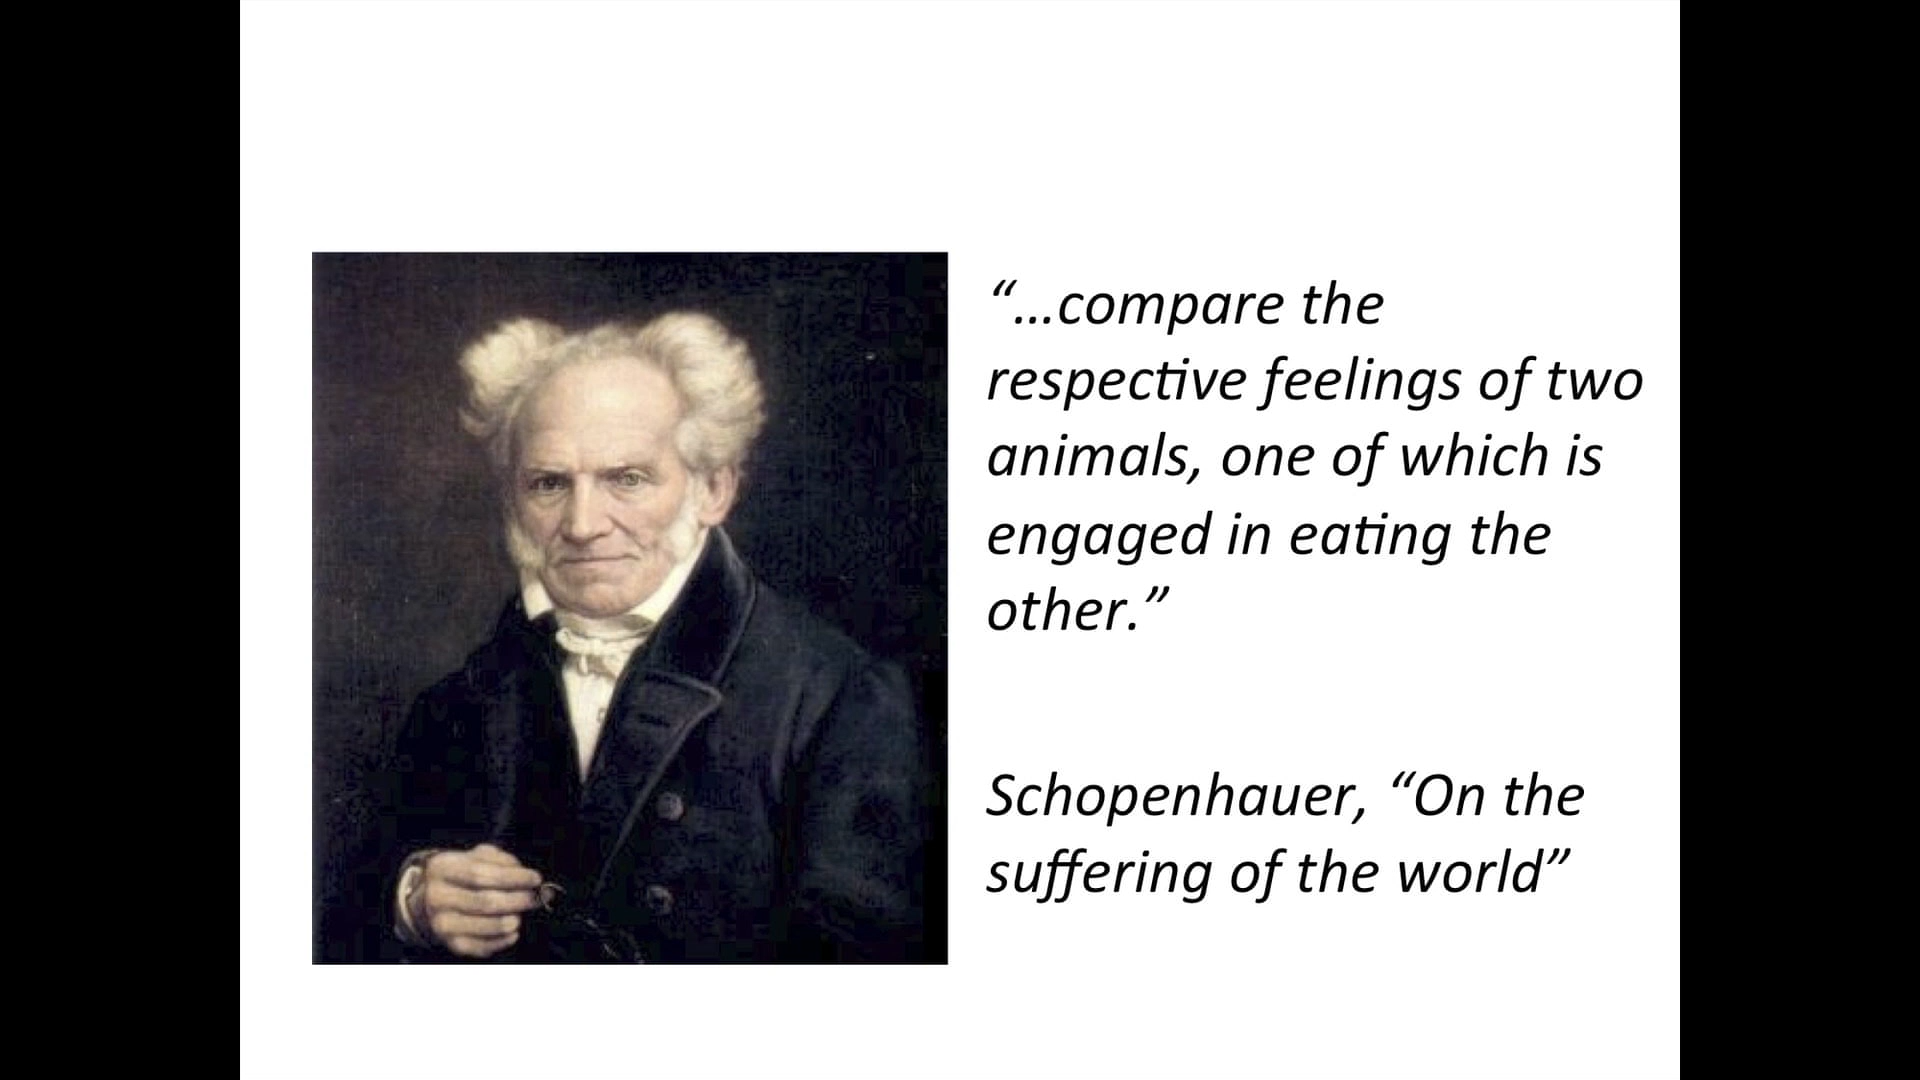 “...compare the
respective feelings of two
animals, one of which is
engaged in eating the
other.”
Schopenhauer, “On the
suffering of the world”